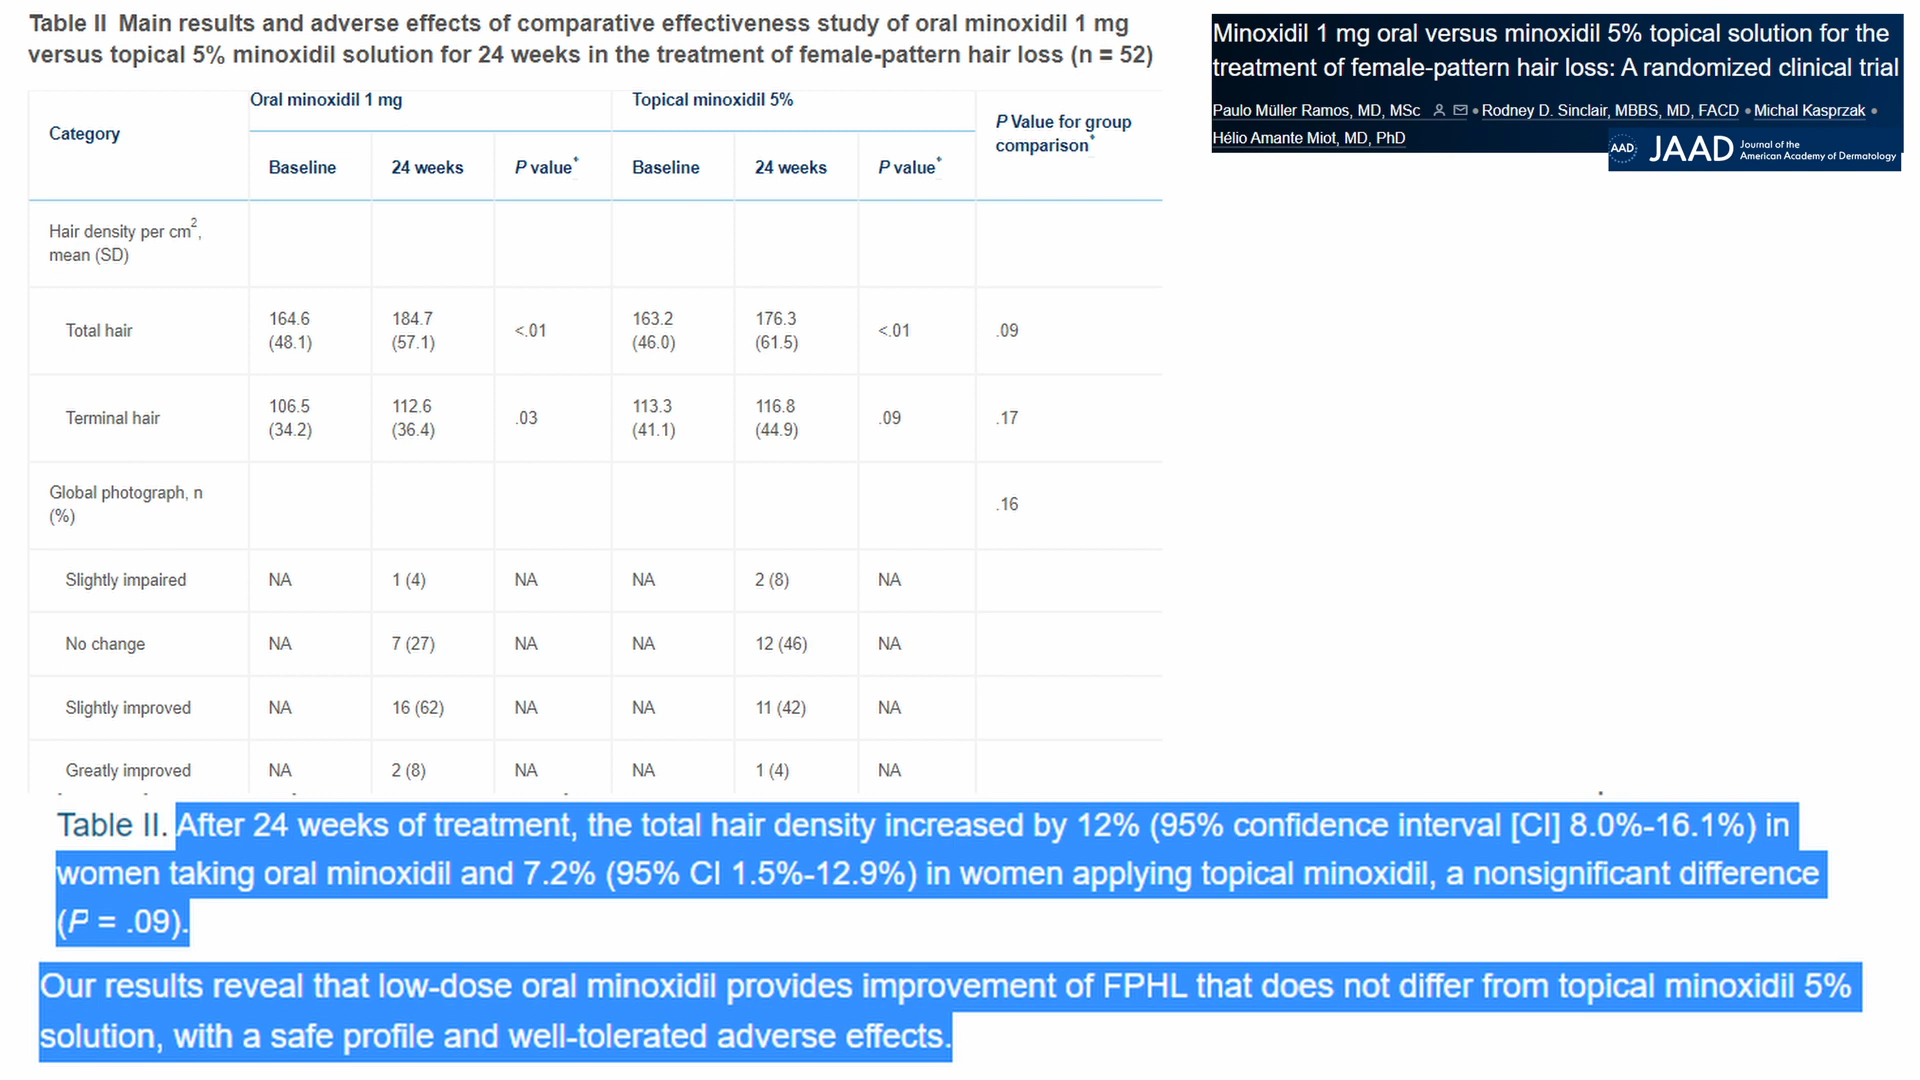 Table II Main results and adverse effects of comparative effectiveness study of oral minoxidil 1 mg
versus topical 5% minoxidil solution for 24 weeks in the treatment of female-pattern hair loss (n = 52)
Minoxidil 1 mg oral versus minoxidil 5% topical solution for the
treatment of female-pattern hair loss: A randomized clinical trial
Paulo Müller Ramos, MD, MSc • Rodney D. Sinclair, MBBS, MD, FACD • Michal Kasprzak •
Hélio Amante Miot, MD, PhD
AAD JAAD Journal of the
American Academy of Dermatology
Category Oral minoxidil 1 mg Topical minoxidil 5% P Value for group
comparison*
Baseline 24 weeks P value* Baseline 24 weeks P value*
Hair density per cm2,
mean (SD)
Total hair 164.6 (48.1) 184.7 (57.1) <.01 163.2 (46.0) 176.3 (61.5) <.01 .09
Terminal hair 106.5 (34.2) 112.6 (36.4) .03 113.3 (41.1) 116.8 (44.9) .09 .17
Global photograph, n
(%) .16
Slightly impaired NA 1 (4) NA NA 2 (8) NA
No change NA 7 (27) NA NA 12 (46) NA
Slightly improved NA 16 (62) NA NA 11 (42) NA
Greatly improved NA 2 (8) NA NA 1 (4) NA
Table II. After 24 weeks of treatment, the total hair density increased by 12% (95% confidence interval [CI] 8.0%-16.1%) in
women taking oral minoxidil and 7.2% (95% CI 1.5%-12.9%) in women applying topical minoxidil, a nonsignificant difference
(P = .09).
Our results reveal that low-dose oral minoxidil provides improvement of FPHL that does not differ from topical minoxidil 5%
solution, with a safe profile and well-tolerated adverse effects.